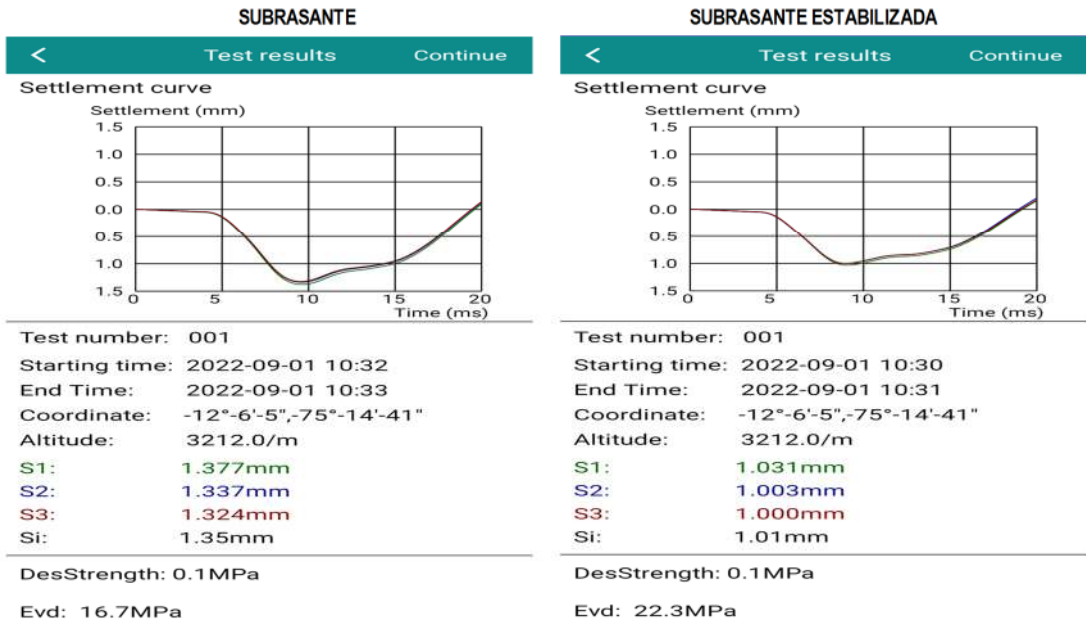 SUBRASANTE
< Test results Continue
Settlement curve
Settlement (mm)
1.5
1.0
0.5
0.0
0.5
1.0
1.5
0 5 10 15 20
Time (ms)
Test number: 001
Starting time: 2022-09-01 10:32
End Time: 2022-09-01 10:33
Coordinate: -12°-6'-5",-75°-14'-41"
Altitude: 3212.0/m
S1: 1.377mm
S2: 1.337mm
S3: 1.324mm
Si: 1.35mm
DesStrength: 0.1MPa
Evd: 16.7MPa
SUBRASANTE ESTABILIZADA
< Test results Continue
Settlement curve
Settlement (mm)
1.5
1.0
0.5
0.0
0.5
1.0
1.5
0 5 10 15 20
Time (ms)
Test number: 001
Starting time: 2022-09-01 10:30
End Time: 2022-09-01 10:31
Coordinate: -12°-6'-5",-75°-14'-41"
Altitude: 3212.0/m
S1: 1.031mm
S2: 1.003mm
S3: 1.000mm
Si: 1.01mm
DesStrength: 0.1MPa
Evd: 22.3MPa